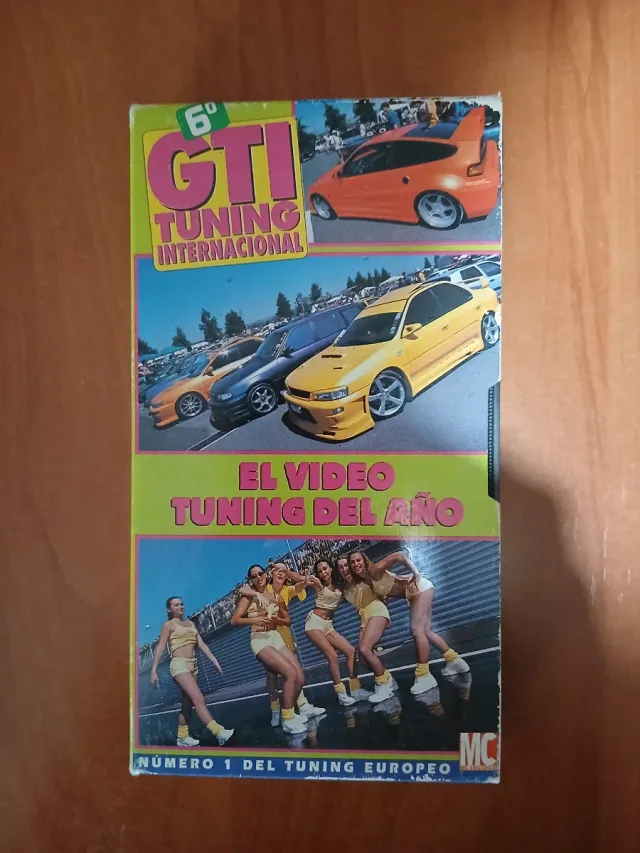 6º
GTI
TUNING
INTERNACIONAL
EL VIDEO
TUNING DEL AÑO
NÚMERO 1 DEL TUNING EUROPEO
MC